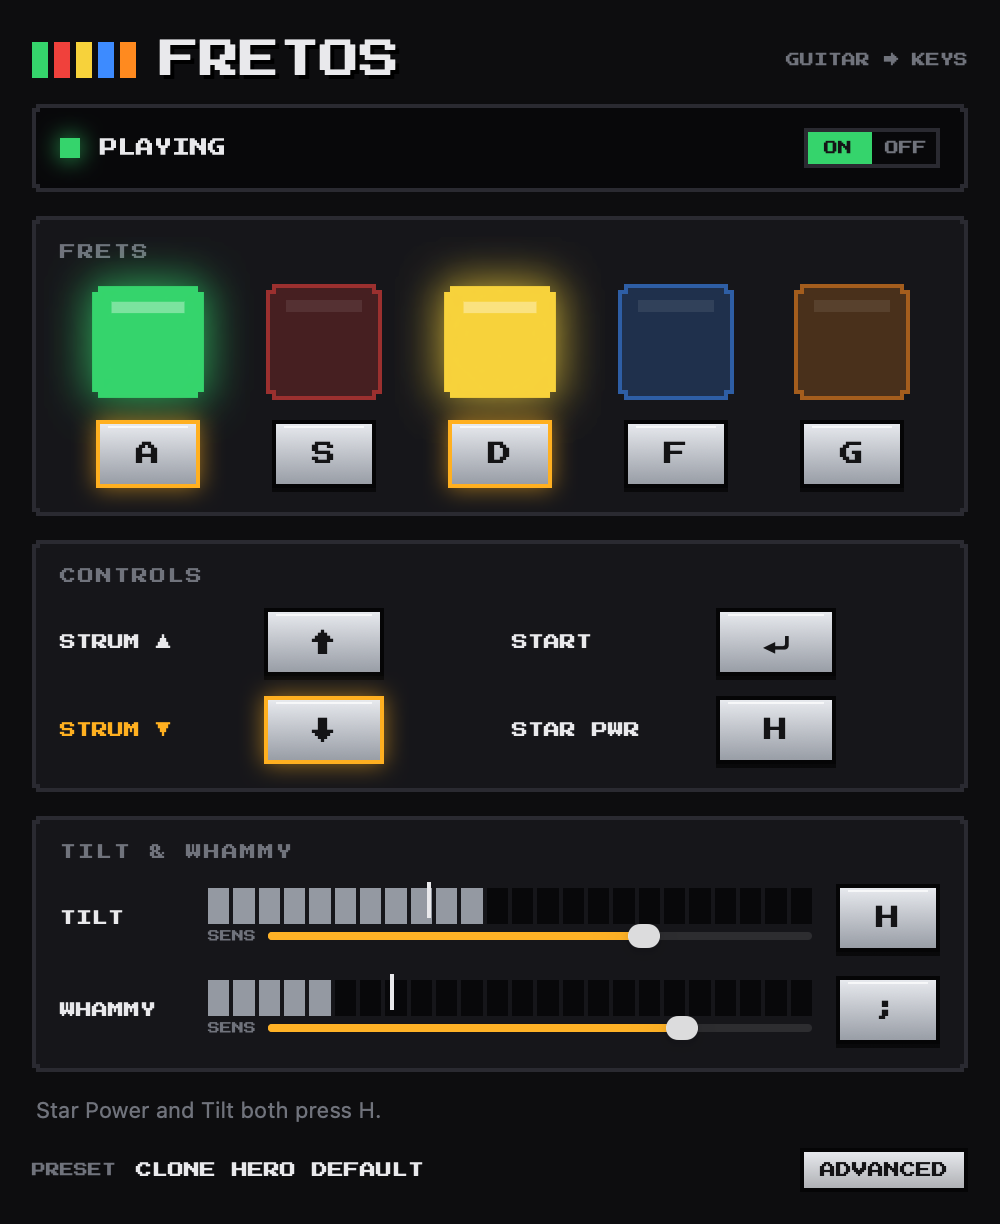 FRETOS
GUITAR → KEYS
PLAYING
ON OFF
FRETS
A S D F G
CONTROLS
STRUM ▲ ↑ START ↵
STRUM ▼ ↓ STAR PWR H
TILT & WHAMMY
TILT H
SENS
WHAMMY ;
SENS
Star Power and Tilt both press H.
PRESET CLONE HERO DEFAULT ADVANCED